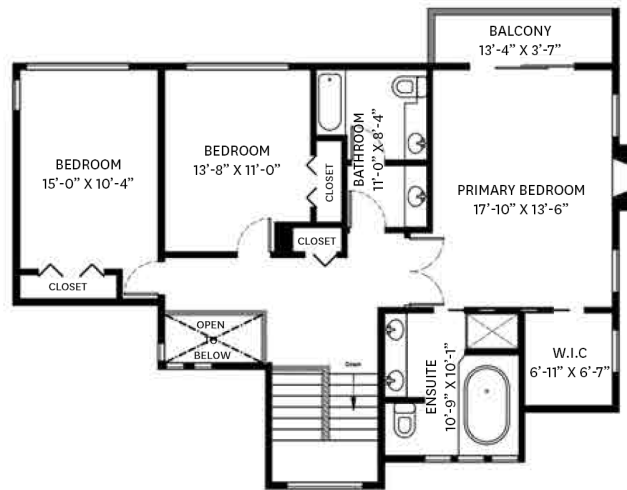 BALCONY
13'-4" X 3'-7"
BEDROOM
15'-0" X 10'-4"
BEDROOM
13'-8" X 11'-0"
CLOSET
BATHROOM
11'-0" X 8'-4"
PRIMARY BEDROOM
17'-10" X 13'-6"
CLOSET
CLOSET
OPEN
TO
BELOW
Down
ENSUITE
10'-9" X 10'-1"
W.I.C
6'-11" X 6'-7"